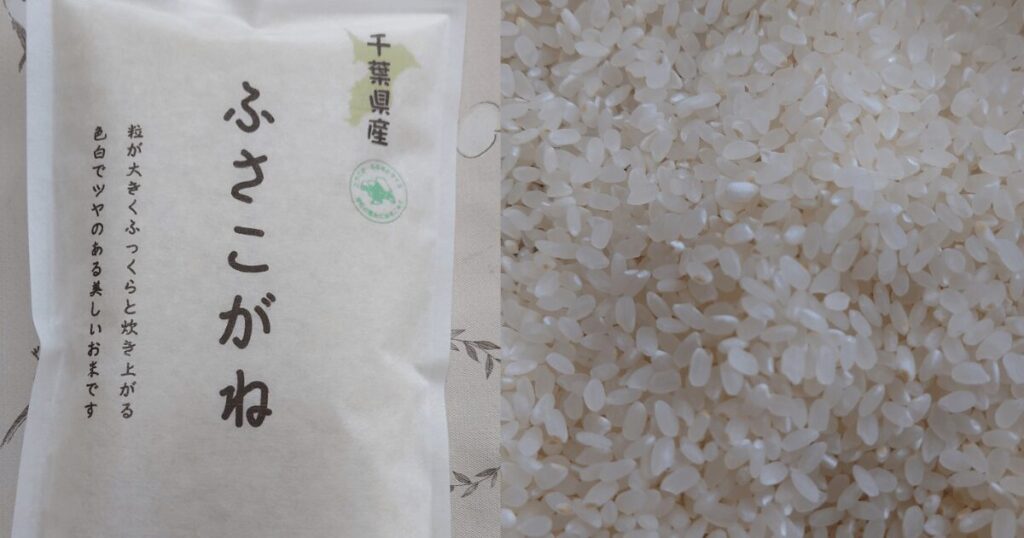 千葉県産
ふさこがね
粒が大きくふっくらと炊き上がる
色白でツヤのある美しいお米です